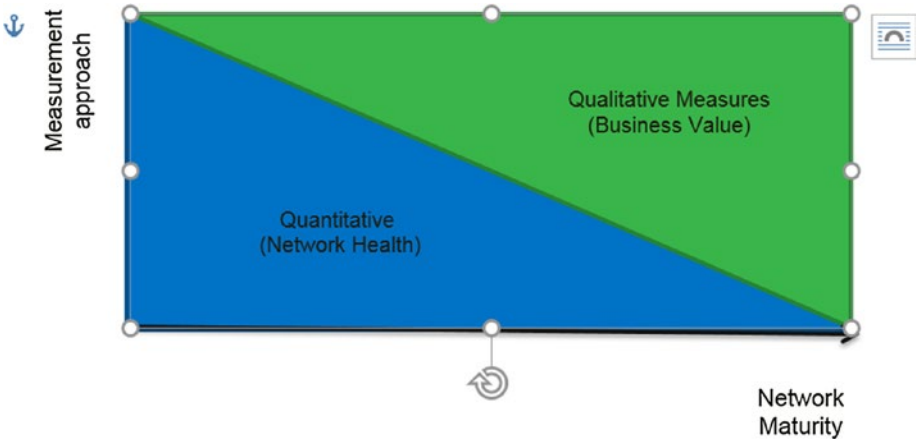 Measurement
approach
Qualitative Measures
(Business Value)
Quantitative
(Network Health)
Network
Maturity